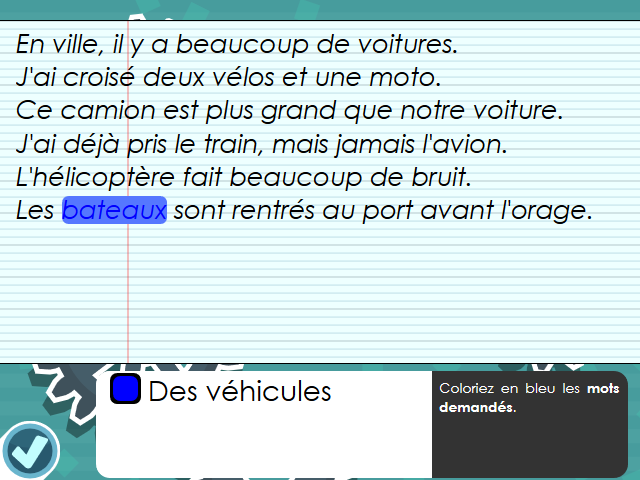 En ville, il y a beaucoup de voitures.
J'ai croisé deux vélos et une moto.
Ce camion est plus grand que notre voiture.
J'ai déjà pris le train, mais jamais l'avion.
L'hélicoptère fait beaucoup de bruit.
Les bateaux sont rentrés au port avant l'orage.
Des véhicules
Coloriez en bleu les mots
demandés.